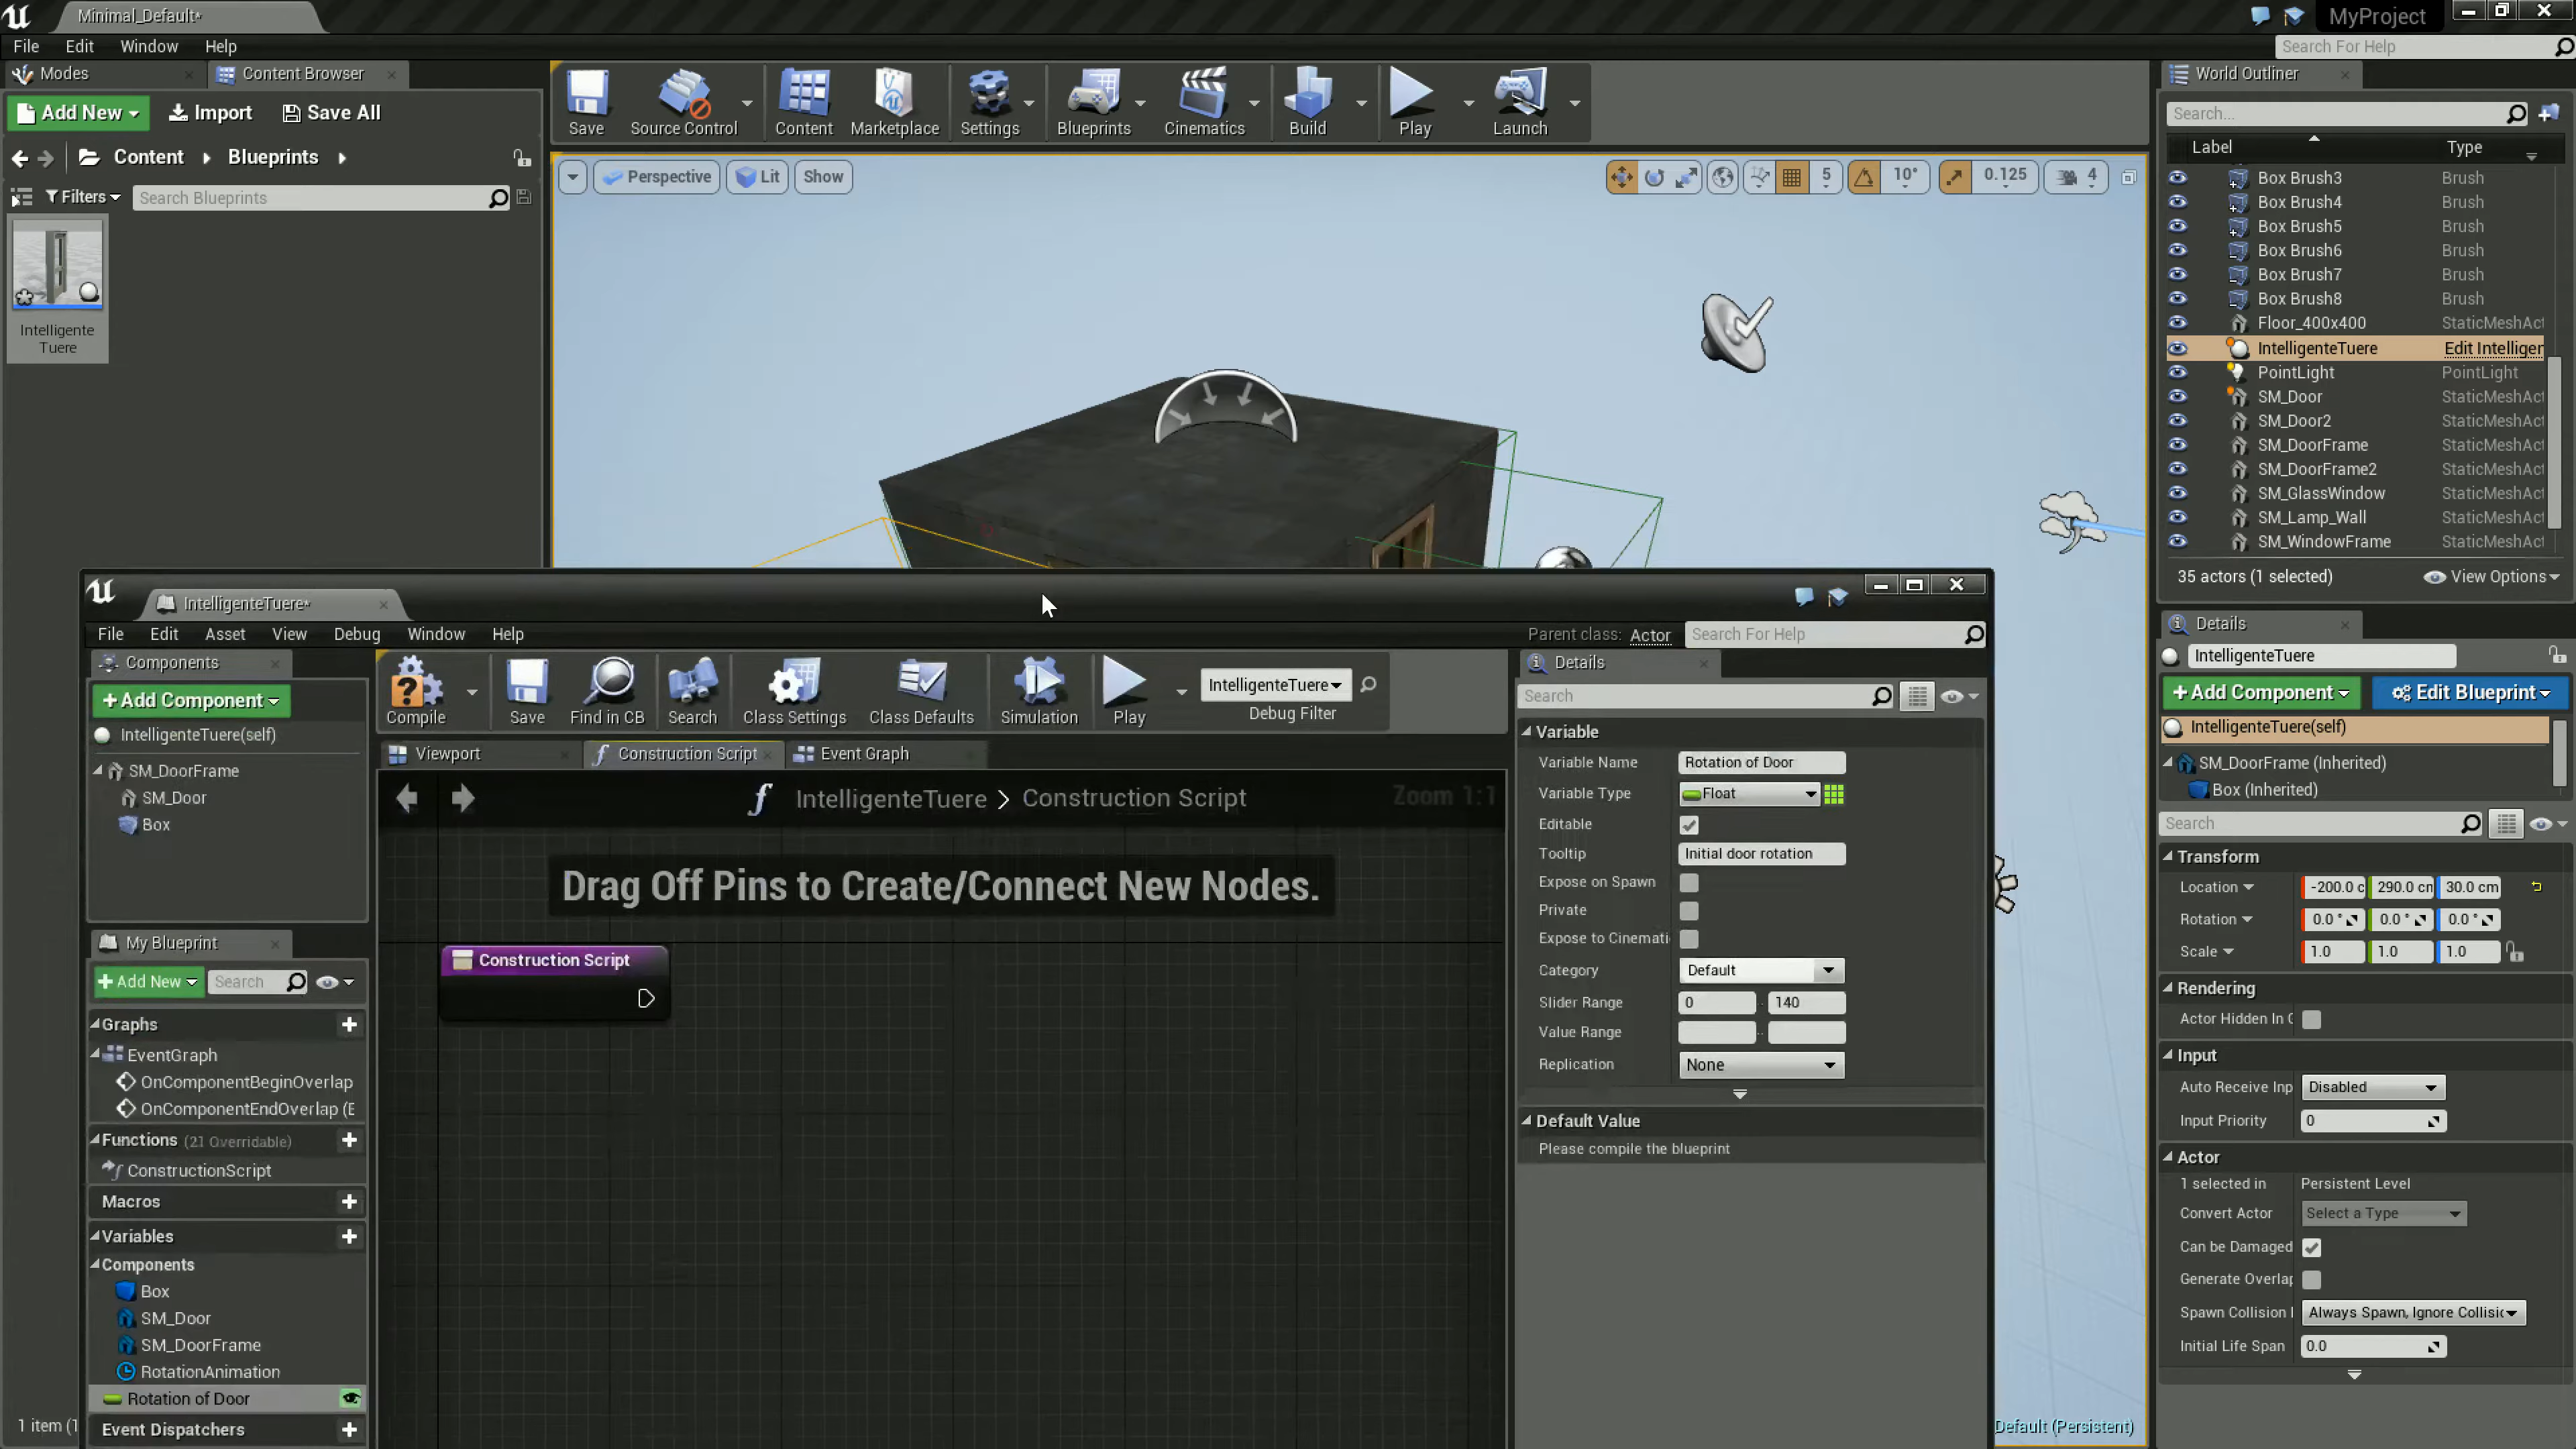 Minimal_Default*
MyProject
File Edit Window Help
Search For Help
Modes
Content Browser
Add New
Import
Save All
Content
Blueprints
Filters
Search Blueprints
Intelligente
Tuere
1 item (1
Save
Source Control
Content
Marketplace
Settings
Blueprints
Cinematics
Build
Play
Launch
Perspective
Lit
Show
5
10°
0.125
4
World Outliner
Search...
Label
Type
Box Brush3 Brush
Box Brush4 Brush
Box Brush5 Brush
Box Brush6 Brush
Box Brush7 Brush
Box Brush8 Brush
Floor_400x400 StaticMeshAct
IntelligenteTuere Edit Intelligen
PointLight PointLight
SM_Door StaticMeshAct
SM_Door2 StaticMeshAct
SM_DoorFrame StaticMeshAct
SM_DoorFrame2 StaticMeshAct
SM_GlassWindow StaticMeshAct
SM_Lamp_Wall StaticMeshAct
SM_WindowFrame StaticMeshAct
35 actors (1 selected)
View Options
IntelligenteTuere*
File Edit Asset View Debug Window Help
Parent class: Actor
Search For Help
Components
+Add Component
IntelligenteTuere(self)
SM_DoorFrame
SM_Door
Box
My Blueprint
+Add New
Search
Graphs
EventGraph
OnComponentBeginOverlap
OnComponentEndOverlap (E
Functions (21 Overridable)
ConstructionScript
Macros
Variables
Components
Box
SM_Door
SM_DoorFrame
RotationAnimation
Rotation of Door
Event Dispatchers
Compile
Save
Find in CB
Search
Class Settings
Class Defaults
Simulation
Play
IntelligenteTuere
Debug Filter
Viewport
Construction Script
Event Graph
IntelligenteTuere > Construction Script
Zoom 1:1
Drag Off Pins to Create/Connect New Nodes.
Construction Script
Details
Search
Variable
Variable Name Rotation of Door
Variable Type Float
Editable
Tooltip Initial door rotation
Expose on Spawn
Private
Expose to Cinemati
Category Default
Slider Range 0 140
Value Range
Replication None
Default Value
Please compile the blueprint
Details
IntelligenteTuere
+Add Component
Edit Blueprint
IntelligenteTuere(self)
SM_DoorFrame (Inherited)
Box (Inherited)
Search
Transform
Location -200.0 c 290.0 cm 30.0 cm
Rotation 0.0 ° 0.0 ° 0.0 °
Scale 1.0 1.0 1.0
Rendering
Actor Hidden In
Input
Auto Receive Inp Disabled
Input Priority 0
Actor
1 selected in Persistent Level
Convert Actor Select a Type
Can be Damaged
Generate Overlap
Spawn Collision Always Spawn, Ignore Collisic
Initial Life Span 0.0
Default (Persistent)